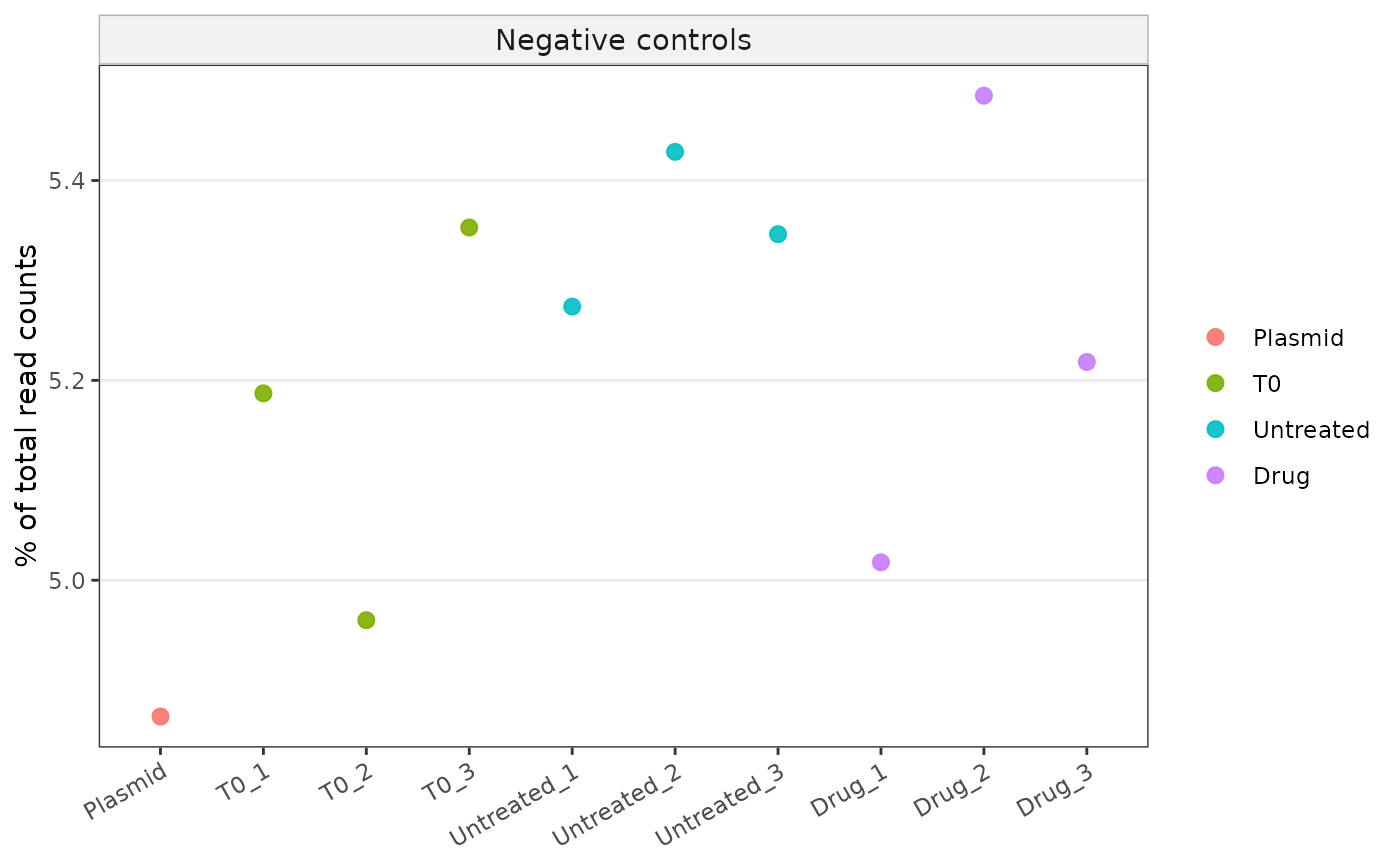 Negative controls
% of total read counts
5.4
5.2
5.0
Plasmid
T0_1
T0_2
T0_3
Untreated_1
Untreated_2
Untreated_3
Drug_1
Drug_2
Drug_3
Plasmid
T0
Untreated
Drug